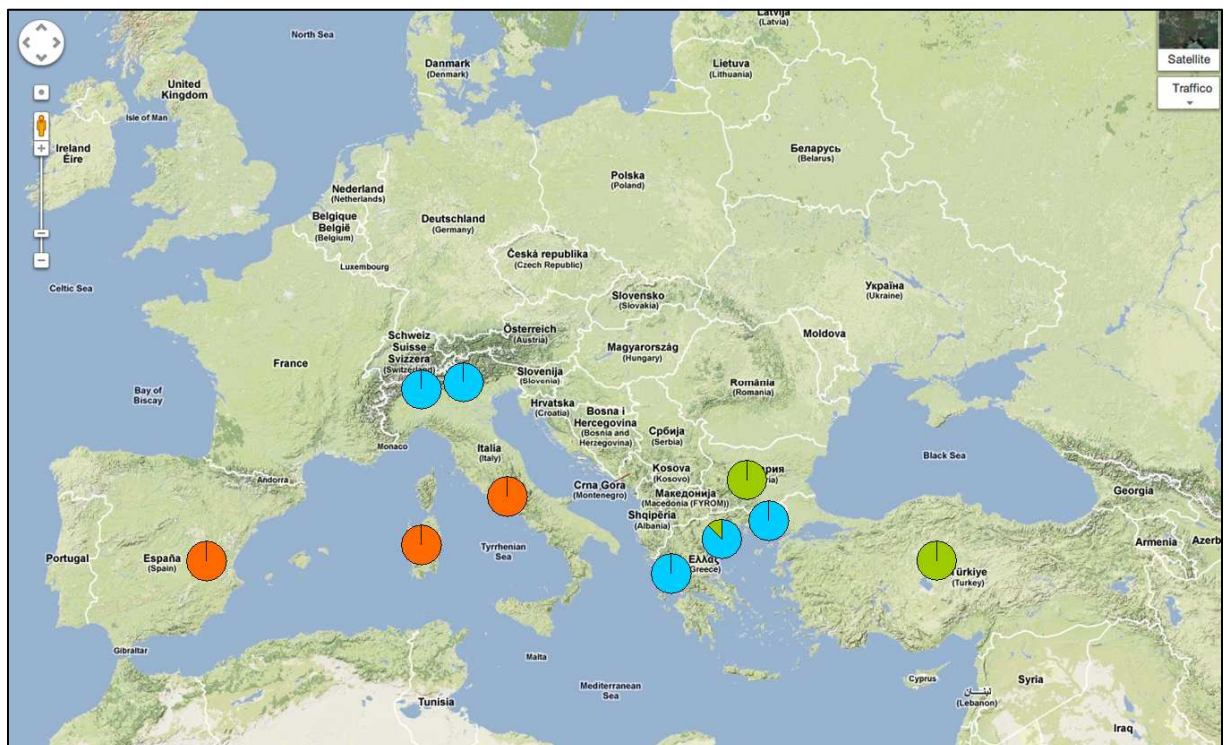 Latvija
(Latvia)
North Sea
Satellite
Traffico
Danmark
(Denmark)
Lietuva
(Lithuania)
United
Kingdom
Isle of Man
Ireland
Éire
Беларусь
(Belarus)
Nederland
(Netherlands)
Polska
(Poland)
België
Belgique
(Belgium)
Deutschland
(Germany)
Luxembourg
Česká republika
(Czech Republic)
Celtic Sea
Україна
(Ukraine)
Slovensko
(Slovakia)
Schweiz
Suisse
Svizzera
(Switzerland)
Österreich
(Austria)
Magyarország
(Hungary)
Moldova
France
Slovenija
(Slovenia)
România
(Romania)
Bay of
Biscay
Hrvatska
(Croatia)
Bosna i
Hercegovina
(Bosnia and
Herzegovina)
Србија
(Serbia)
Monaco
Italia
(Italy)
Andorra
Kosova
(Kosovo)
Black Sea
Crna Gora
(Montenegro)
Македонија
(Macedonia (FYROM))
Georgia
Shqipëria
(Albania)
Portugal
España
(Spain)
Tyrrhenian
Sea
Ελλάς
(Greece)
Türkiye
(Turkey)
Armenia
Gibraltar
Malta
Mediterranean
Sea
Cyprus
Syria
لبنان
(Lebanon)
Tunisia
Iraq